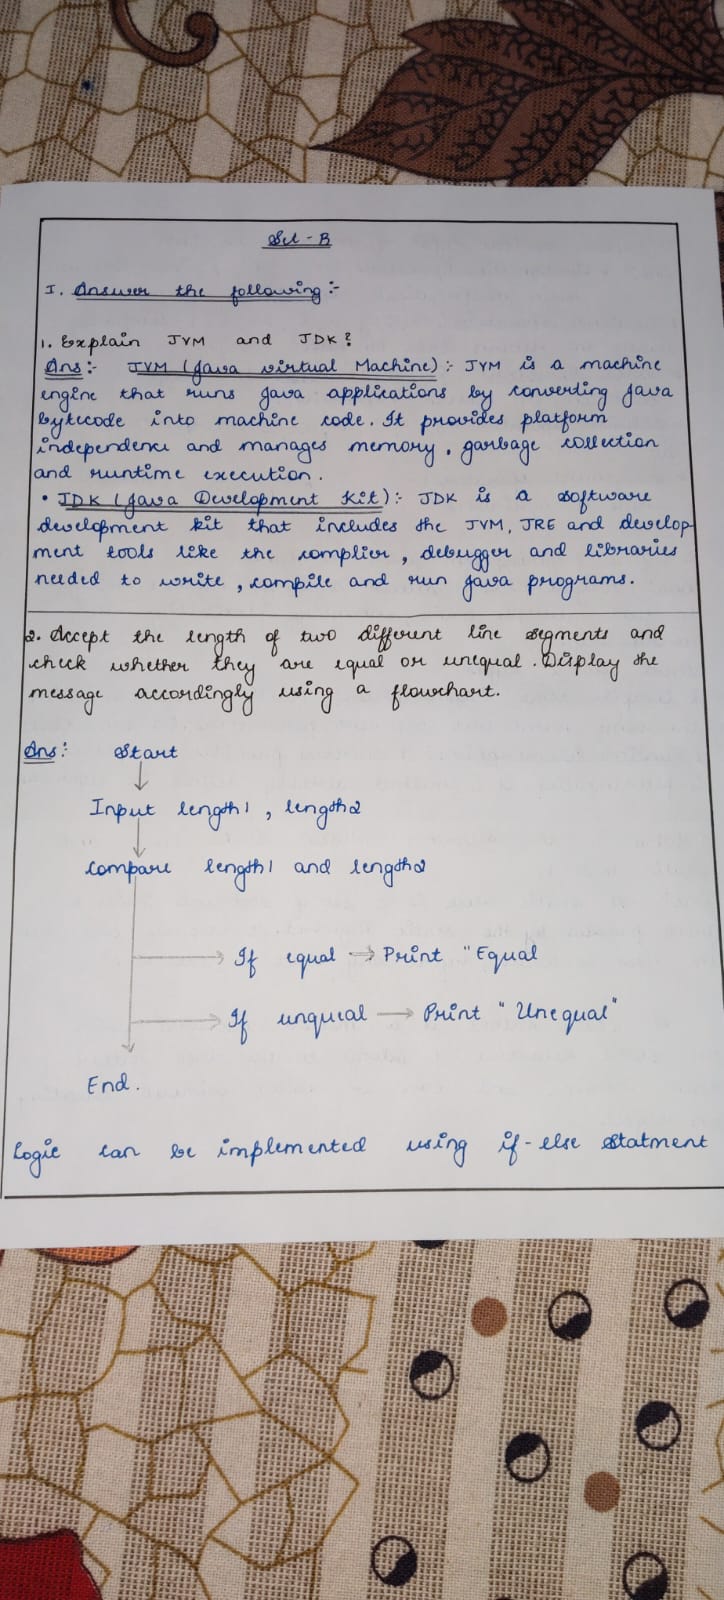 Set - B
I. Answer the following :-
1. Explain JVM and JDK?
Ans :- JVM (Java virtual Machine) :- JVM is a machine
engine that runs Java applications by converting Java
bytecode into machine code. It provides platform
independence and manages memory, garbage collection
and runtime execution.
• JDK (Java Development Kit) :- JDK is a software
development kit that includes the JVM, JRE and develop-
ment tools like the complier, debugger and libraries
needed to write, compile and run Java programs.
2. Accept the length of two different line segments and
check whether they are equal or unequal. Display the
message accordingly using a flowchart.
Ans : Start
Input length1, length2
Compare length1 and length2
If equal → Print "Equal
If unqueal → Print "Unequal"
End.
Logic can be implemented using if-else statment